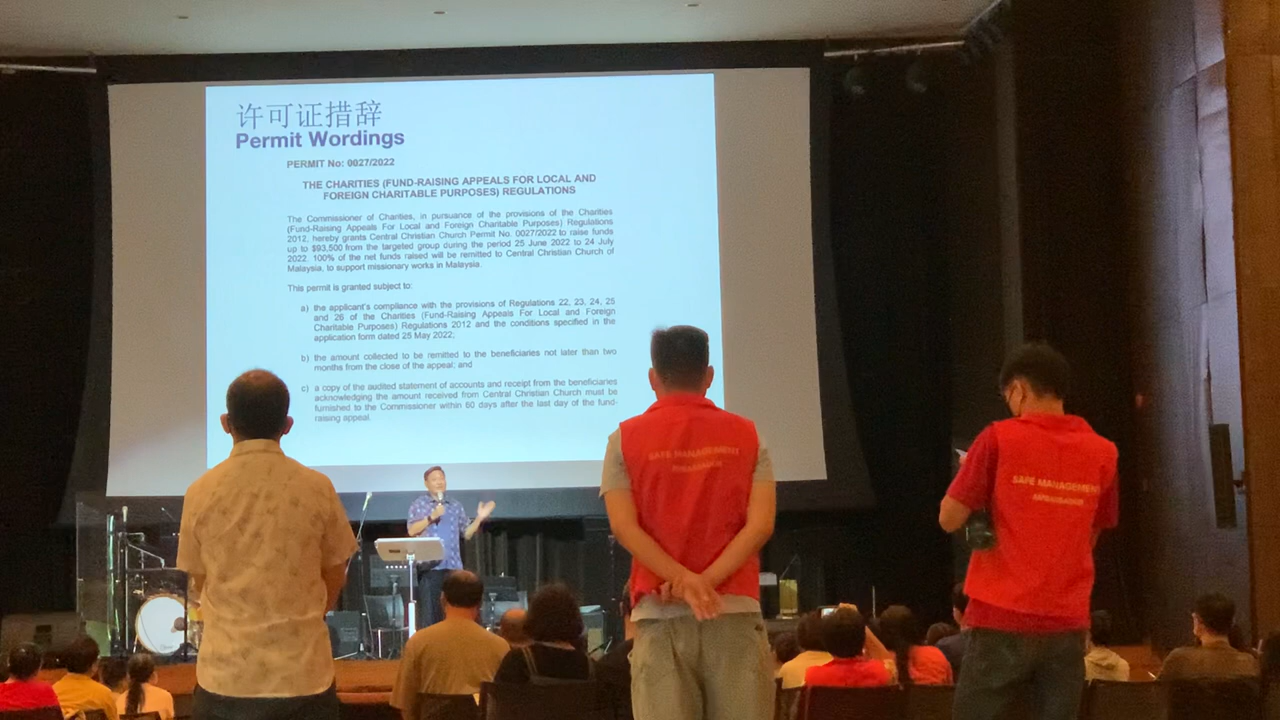 许可证措辞
Permit Wordings
PERMIT No: 0027/2022
THE CHARITIES (FUND-RAISING APPEALS FOR LOCAL AND
FOREIGN CHARITABLE PURPOSES) REGULATIONS
The Commissioner of Charities, in pursuance of the provisions of the Charities
(Fund-Raising Appeals For Local and Foreign Charitable Purposes) Regulations
2012, hereby grants Central Christian Church Permit No. 0027/2022 to raise funds
up to $93,500 from the targeted group during the period 25 June 2022 to 24 July
2022. 100% of the net funds raised will be remitted to Central Christian Church of
Malaysia, to support missionary works in Malaysia.
This permit is granted subject to:
a) the applicant's compliance with the provisions of Regulations 22, 23, 24, 25
and 26 of the Charities (Fund-Raising Appeals For Local and Foreign
Charitable Purposes) Regulations 2012 and the conditions specified in the
application form dated 25 May 2022;
b) the amount collected to be remitted to the beneficiaries not later than two
months from the close of the appeal; and
c) a copy of the audited statement of accounts and receipt from the beneficiaries
acknowledging the amount received from Central Christian Church must be
furnished to the Commissioner within 60 days after the last day of the fund-
raising appeal.
SAFE MANAGEMENT
AMBASSADOR
SAFE MANAGEMENT
AMBASSADOR